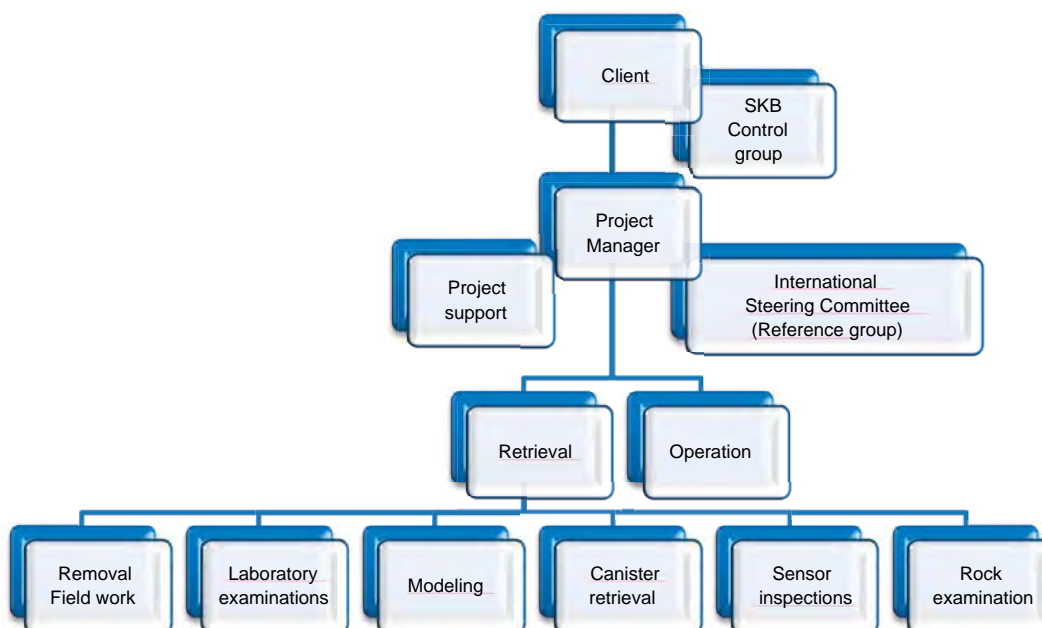 Client
SKB
Control
group
Project
Manager
Project
support
International
Steering Committee
(Reference group)
Retrieval
Operation
Removal
Field work
Laboratory
examinations
Modeling
Canister
retrieval
Sensor
inspections
Rock
examination